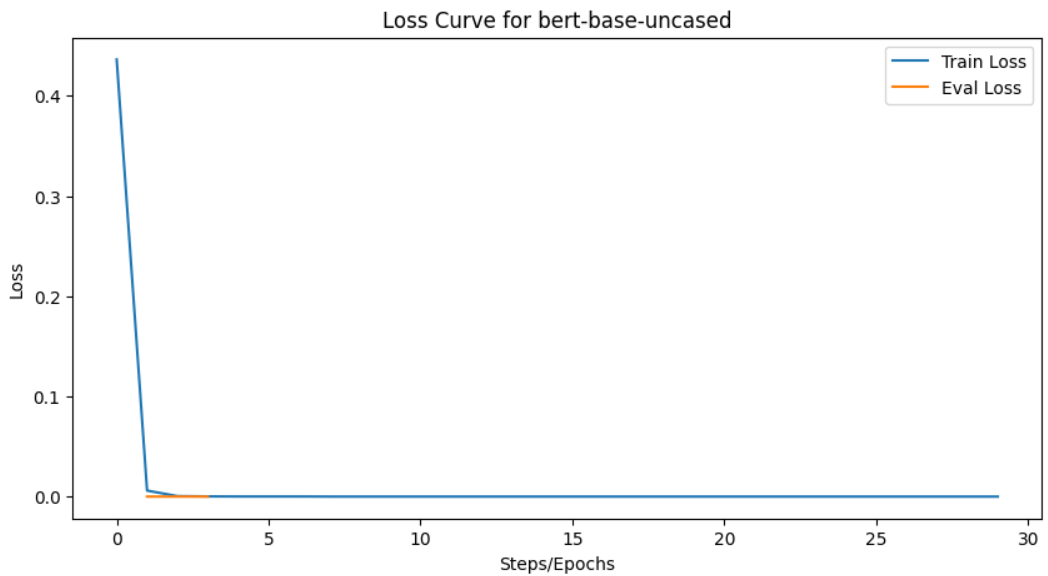 Loss Curve for bert-base-uncased
Train Loss
Eval Loss
0.4
0.3
0.2
0.1
0.0
Loss
0 5 10 15 20 25 30
Steps/Epochs